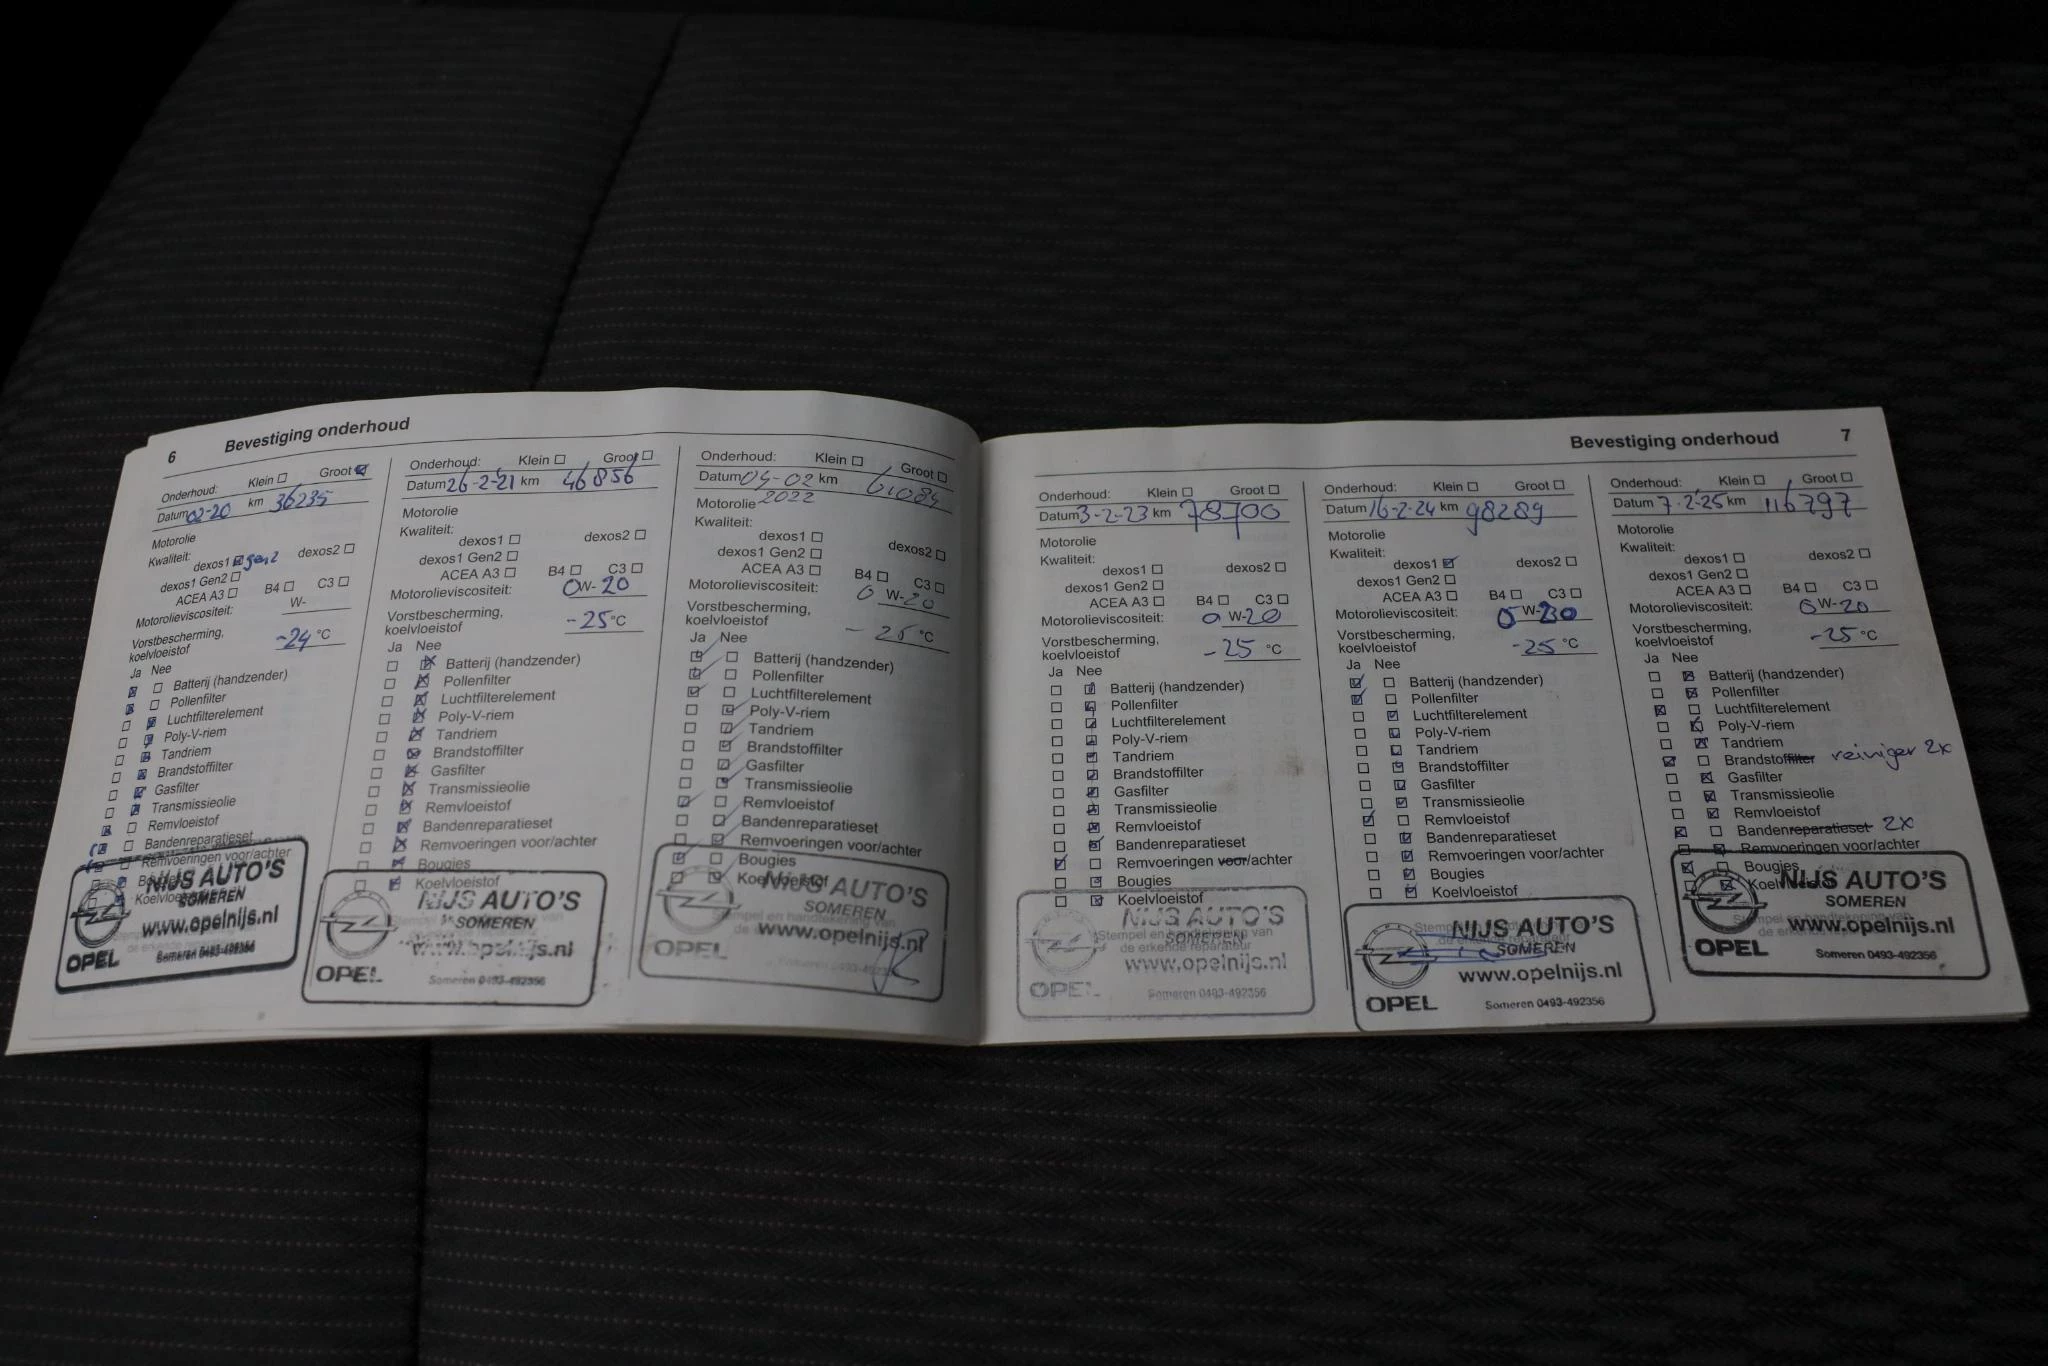 6 Bevestiging onderhoud
Onderhoud: Klein Groot
Datum 02-20 km 36235
Motorolie
Kwaliteit:
dexos1 gen2 dexos2
dexos1 Gen2
ACEA A3 B4 C3
Motorolieviscositeit: W-
Vorstbescherming,
koelvloeistof -24 °C
Ja Nee
Batterij (handzender)
Pollenfilter
Luchtfilterelement
Poly-V-riem
Tandriem
Brandstoffilter
Gasfilter
Transmissieolie
Remvloeistof
Bandenreparatieset
Remvoeringen voor/achter
Koelvloeistof
NIJS AUTO'S
SOMEREN
www.opelnijs.nl
OPEL Someren 0493-492356
Onderhoud: Klein Groot
Datum 26-2-21 km 46856
Motorolie
Kwaliteit:
dexos1 dexos2
dexos1 Gen2
ACEA A3 B4 C3
Motorolieviscositeit: 0W-20
Vorstbescherming,
koelvloeistof -25 °C
Ja Nee
Batterij (handzender)
Pollenfilter
Luchtfilterelement
Poly-V-riem
Tandriem
Brandstoffilter
Gasfilter
Transmissieolie
Remvloeistof
Bandenreparatieset
Remvoeringen voor/achter
Bougies
Koelvloeistof
NIJS AUTO'S
SOMEREN
www.opelnijs.nl
OPEL Someren 0493-492356
Onderhoud: Klein Groot
Datum 04-02 km 61084
Motorolie 2022
Kwaliteit:
dexos1 dexos2
dexos1 Gen2
ACEA A3 B4 C3
Motorolieviscositeit: 0 W-20
Vorstbescherming,
koelvloeistof -25 °C
Ja Nee
Batterij (handzender)
Pollenfilter
Luchtfilterelement
Poly-V-riem
Tandriem
Brandstoffilter
Gasfilter
Transmissieolie
Remvloeistof
Bandenreparatieset
Remvoeringen voor/achter
Bougies
Koelvloeistof
NIJS AUTO'S
SOMEREN
www.opelnijs.nl
OPEL
Bevestiging onderhoud 7
Onderhoud: Klein Groot
Datum 3-2-23 km 78700
Motorolie
Kwaliteit:
dexos1 dexos2
dexos1 Gen2
ACEA A3 B4 C3
Motorolieviscositeit: 0 W-20
Vorstbescherming,
koelvloeistof -25 °C
Ja Nee
Batterij (handzender)
Pollenfilter
Luchtfilterelement
Poly-V-riem
Tandriem
Brandstoffilter
Gasfilter
Transmissieolie
Remvloeistof
Bandenreparatieset
Remvoeringen voor/achter
Bougies
Koelvloeistof
NIJS AUTO'S
Stempel en handtekening van
SOMEREN
de erkende reparateur
www.opelnijs.nl
OPEL Someren 0493-492356
Onderhoud: Klein Groot
Datum 16-2-24 km 98289
Motorolie
Kwaliteit:
dexos1 dexos2
dexos1 Gen2
ACEA A3 B4 C3
Motorolieviscositeit: 0 W-20
Vorstbescherming,
koelvloeistof -25 °C
Ja Nee
Batterij (handzender)
Pollenfilter
Luchtfilterelement
Poly-V-riem
Tandriem
Brandstoffilter
Gasfilter
Transmissieolie
Remvloeistof
Bandenreparatieset
Remvoeringen voor/achter
Bougies
Koelvloeistof
NIJS AUTO'S
SOMEREN
www.opelnijs.nl
OPEL Someren 0493-492356
Onderhoud: Klein Groot
Datum 7-2-25 km 116797
Motorolie
Kwaliteit:
dexos1 dexos2
dexos1 Gen2
ACEA A3 B4 C3
Motorolieviscositeit: 0W-20
Vorstbescherming,
koelvloeistof -25 °C
Ja Nee
Batterij (handzender)
Pollenfilter
Luchtfilterelement
Poly-V-riem
Tandriem
Brandstoffilter reiniger 2x
Gasfilter
Transmissieolie
Remvloeistof
Bandenreparatieset 2x
Remvoeringen voor/achter
Bougies
Koelvloeistof
NIJS AUTO'S
SOMEREN
www.opelnijs.nl
OPEL Someren 0493-492356